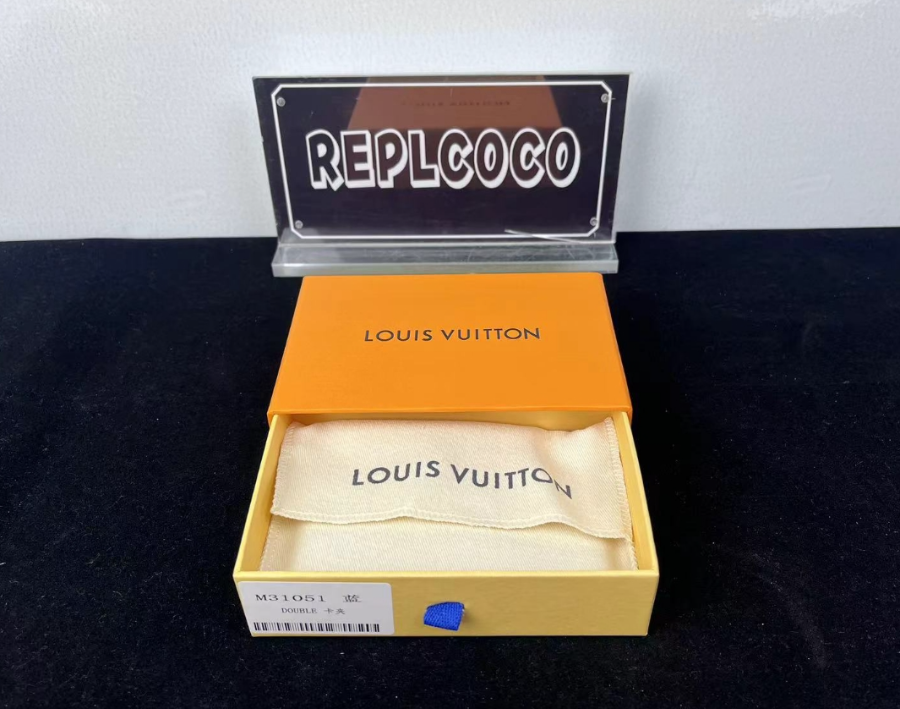 REPLCOCO
LOUIS VUITTON
LOUIS VUITTON
M31051 蓝
DOUBLE 卡夹